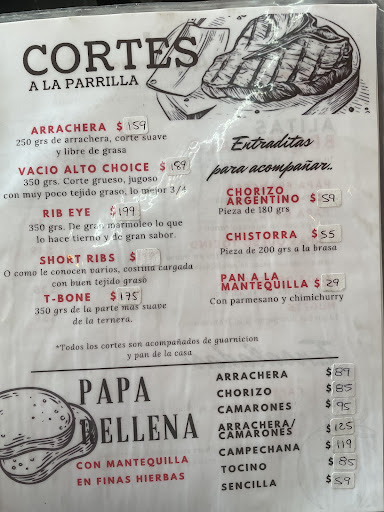 CORTES
A LA PARRILLA
ARRACHERA $ 159
250 grs de arrachera, corte suave
y libre de grasa
VACIO ALTO CHOICE $ 189
350 grs. Corte grueso, jugoso
con muy poco tejido graso, lo mejor 3/4
RIB EYE $ 199
350 grs. De gran marmoleo lo que
lo hace tierno y de gran sabor.
SHORT RIBS $
O como le conocen varios, costilla cargada
con buen tejido graso
T-BONE $ 175
350 grs de la parte mas suave
de la ternera.
Entraditas
para acompañar..
CHORIZO
ARGENTINO $ 59
Pieza de 180 grs
CHISTORRA $ 55
Pieza de 200 grs a la brasa
PAN A LA
MANTEQUILLA $ 29
Con parmesano y chimichurry
*Todos los cortes son acompañados de guarnicion
y pan de la casa
PAPA
RELLENA
CON MANTEQUILLA
EN FINAS HIERBAS
ARRACHERA $ 89
CHORIZO $ 85
CAMARONES $ 95
ARRACHERA/
CAMARONES $ 125
CAMPECHANA $ 119
TOCINO $ 85
SENCILLA $ 59